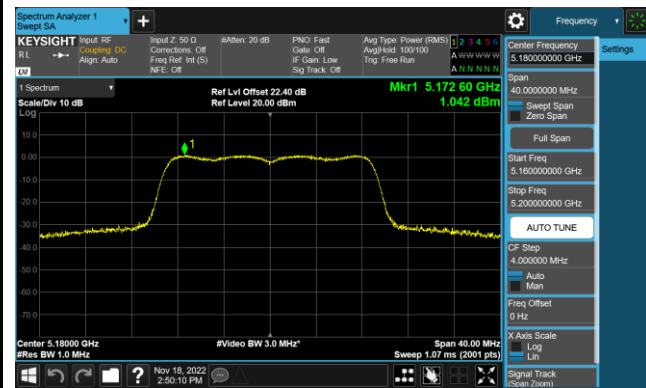 Spectrum Analyzer 1
Swept SA
Frequency
KEYSIGHT
RL
Input: RF
Coupling: DC
Align: Auto
Input Z: 50 Ω
Corrections: Off
Freq Ref: Int (S)
NFE: Off
#Atten: 20 dB
PNO: Fast
Gate: Off
IF Gain: Low
Sig Track: Off
Avg Type: Power (RMS)
Avg|Hold: 100/100
Trig: Free Run
1 2 3 4 5 6
A W W W W W
A N N N N N
LXI
1 Spectrum
Scale/Div 10 dB
Log
Ref Lvl Offset 22.40 dB
Ref Level 20.00 dBm
Mkr1 5.172 60 GHz
1.042 dBm
1
10.0
0.00
-10.0
-20.0
-30.0
-40.0
-50.0
-60.0
-70.0
Center 5.18000 GHz
#Res BW 1.0 MHz
#Video BW 3.0 MHz*
Span 40.00 MHz
Sweep 1.07 ms (2001 pts)
Nov 18, 2022
2:50:10 PM
Center Frequency
5.18000000 GHz
Settings
Span
40.0000000 MHz
Swept Span
Zero Span
Full Span
Start Freq
5.16000000 GHz
Stop Freq
5.20000000 GHz
AUTO TUNE
CF Step
4.000000 MHz
Auto
Man
Freq Offset
0 Hz
X Axis Scale
Log
Lin
Signal Track
(Span Zoom)